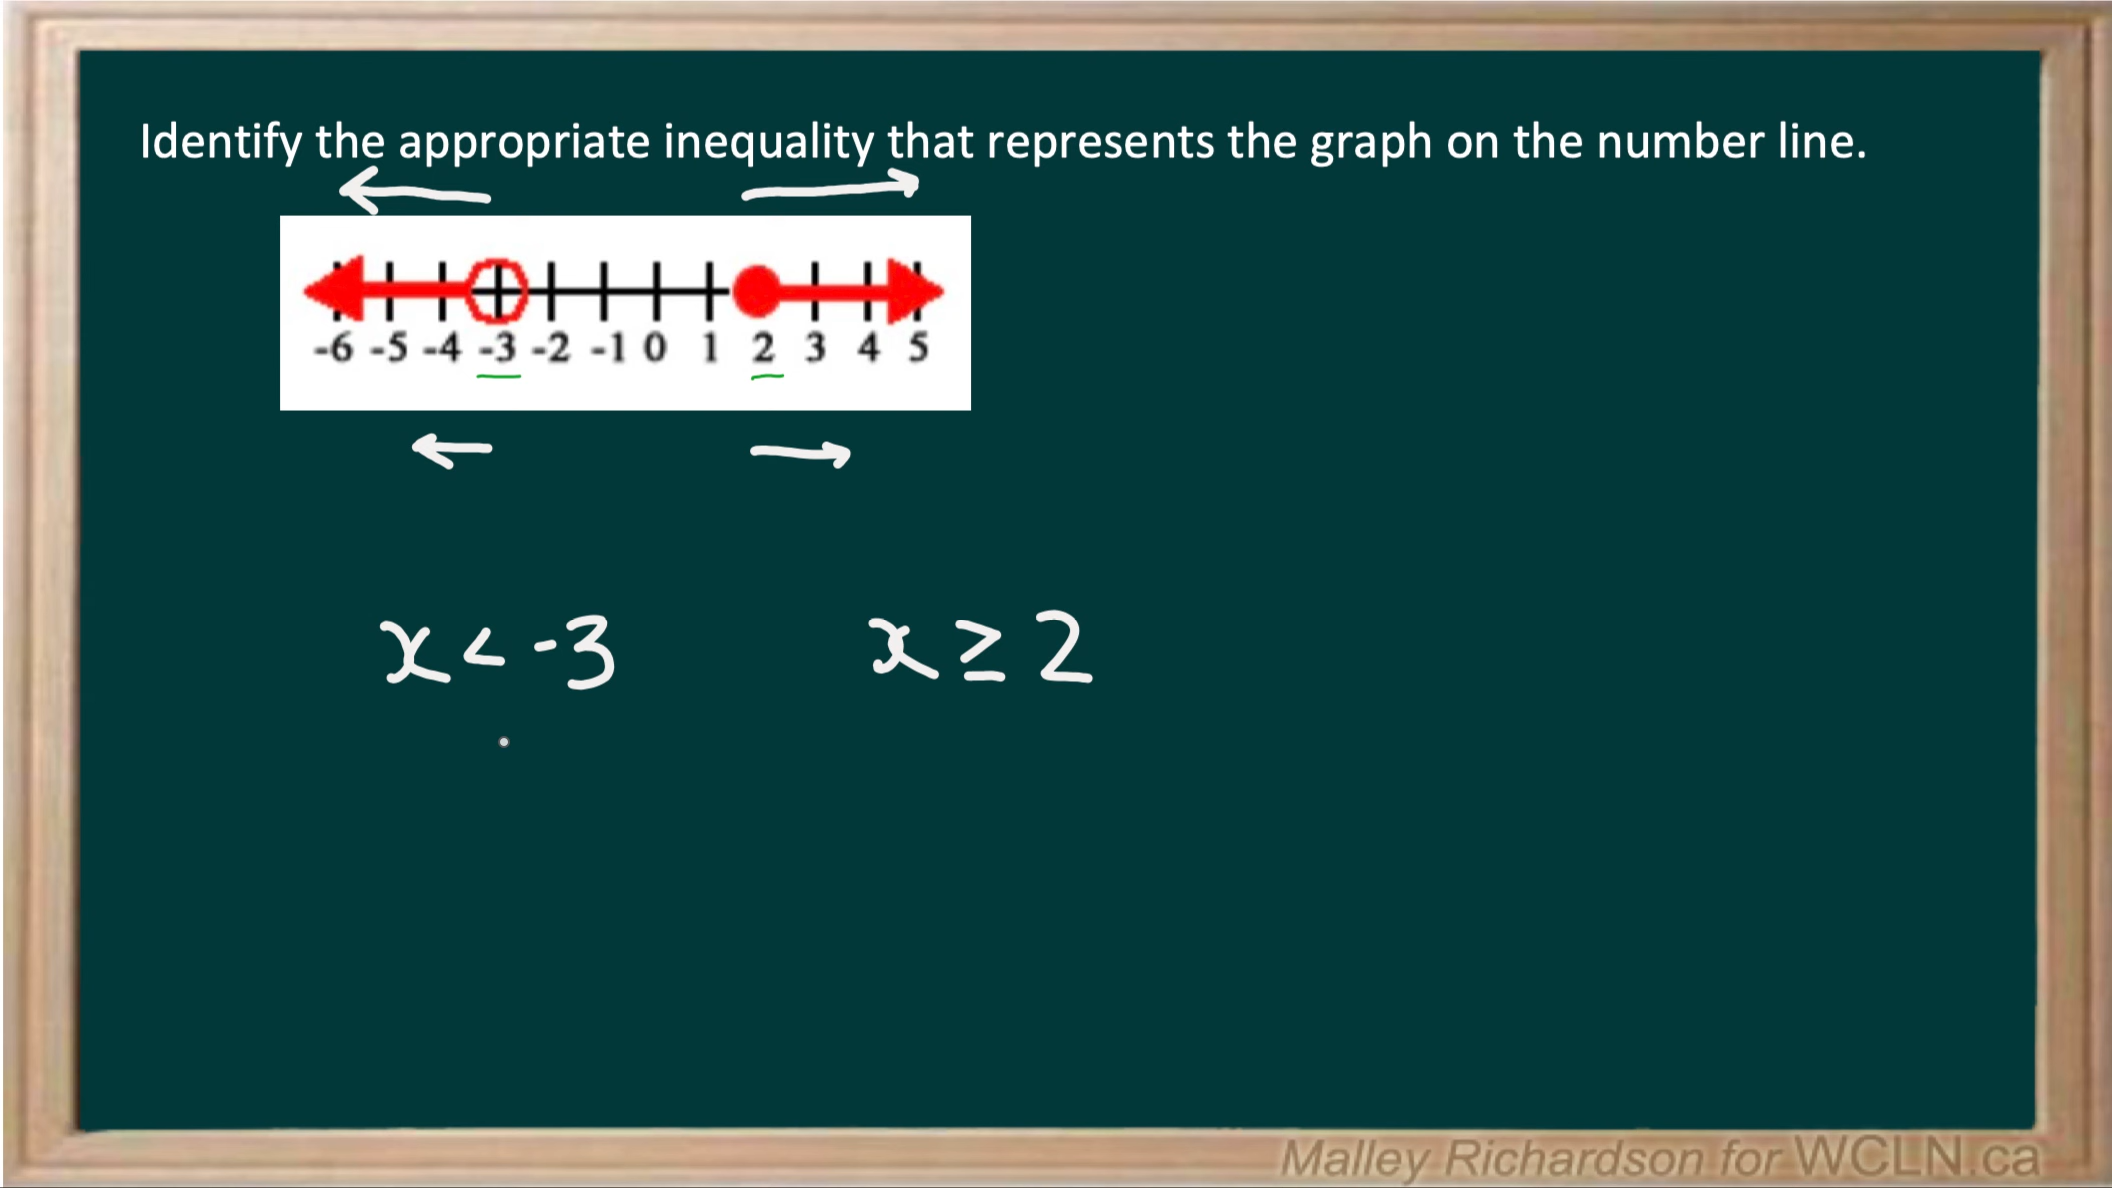 Identify the appropriate inequality that represents the graph on the number line.
-6 -5 -4 -3 -2 -1 0 1 2 3 4 5
x < -3 x ≥ 2
Malley Richardson for WCLN.ca